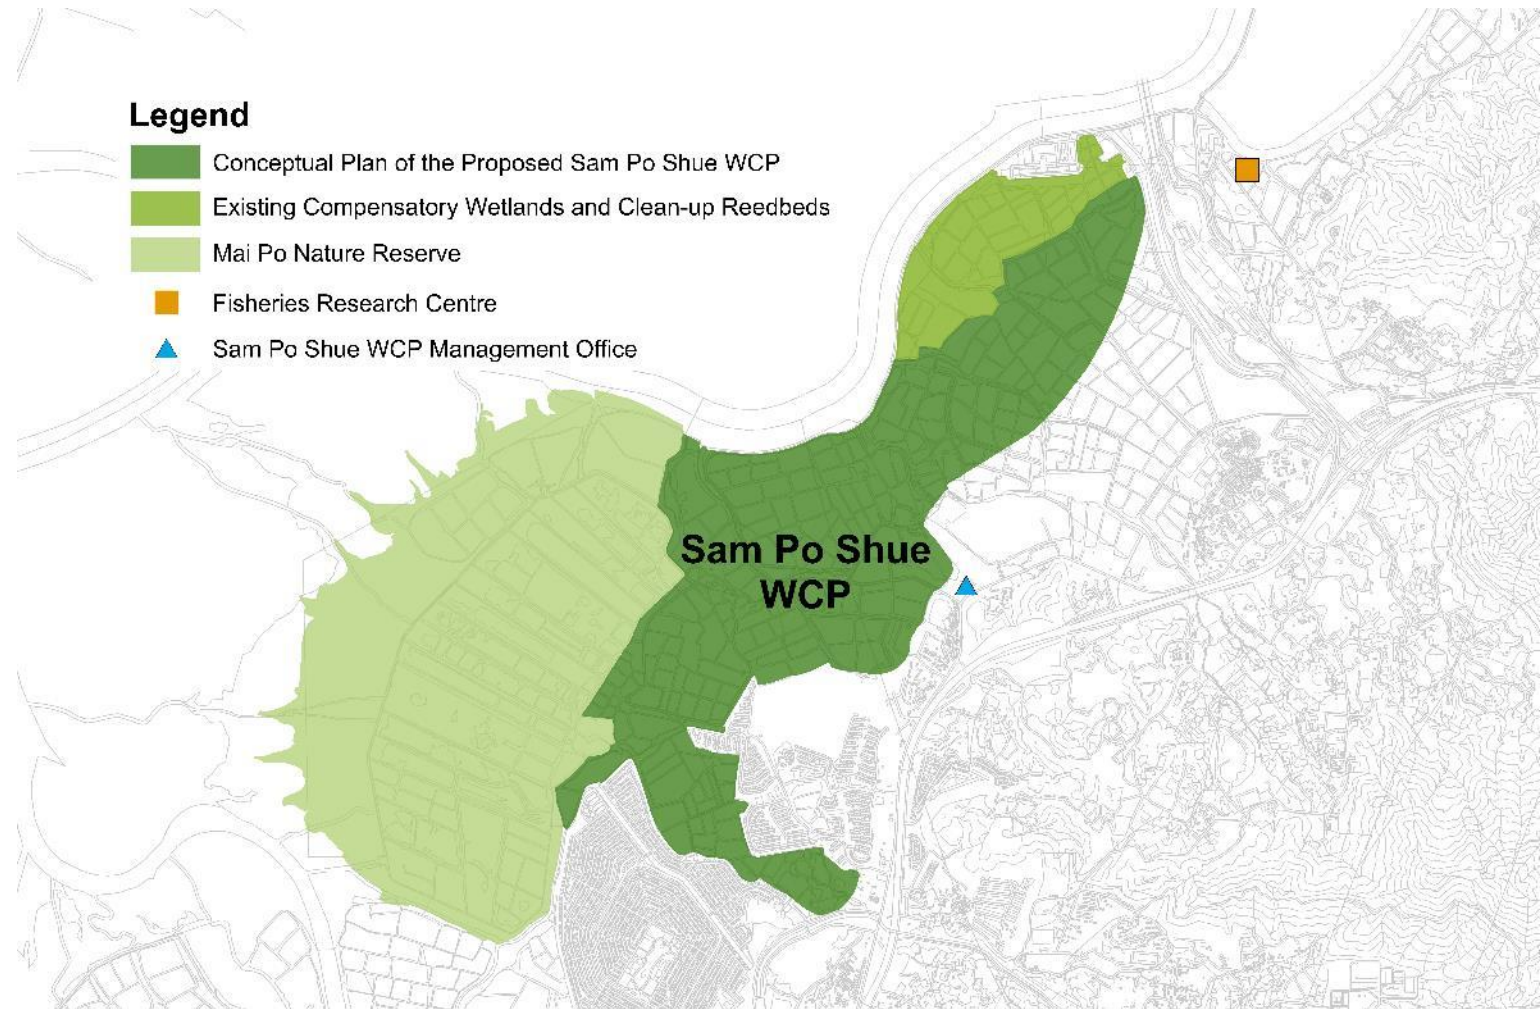 Legend
Conceptual Plan of the Proposed Sam Po Shue WCP
Existing Compensatory Wetlands and Clean-up Reedbeds
Mai Po Nature Reserve
Fisheries Research Centre
Sam Po Shue WCP Management Office
Sam Po Shue
WCP